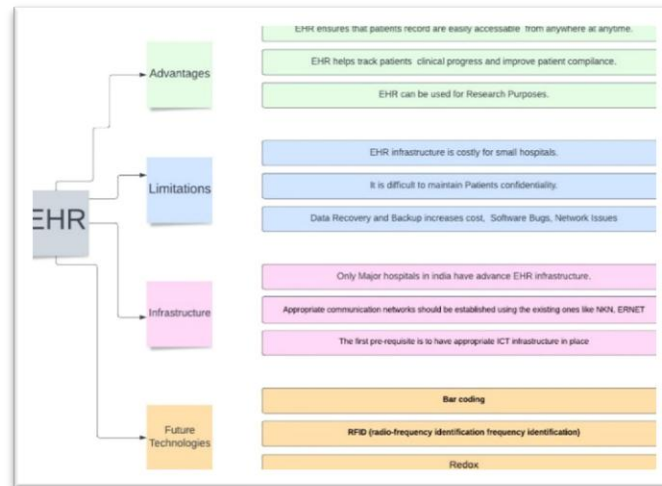 EHR ensures that patients record are easily accessable from anywhere at anytime.
Advantages
EHR helps track patients clinical progress and improve patient compilance.
EHR can be used for Research Purposes.
EHR infrastructure is costly for small hospitals.
Limitations
It is difficult to maintain Patients confidentiality.
Data Recovery and Backup increases cost, Software Bugs, Network Issues
EHR
Only Major hospitals in india have advance EHR infrastructure.
Infrastructure
Appropriate communication networks should be established using the existing ones like NKN, ERNET
The first pre-requisite is to have appropriate ICT infrastructure in place
Bar coding
Future
Technologies
RFID (radio-frequency identification frequency identification)
Redox